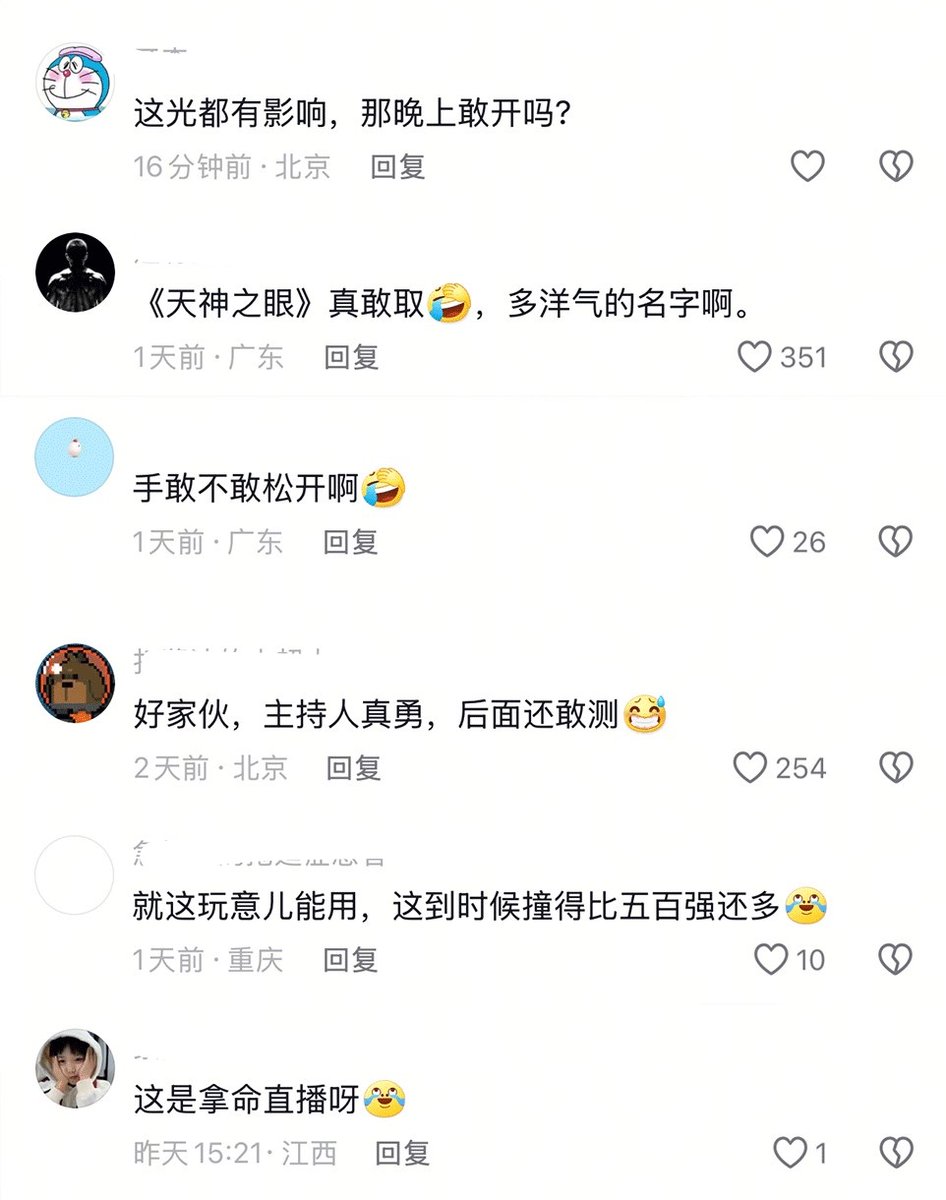 这光都有影响，那晚上敢开吗？
16分钟前·北京 回复
《天神之眼》真敢取🤣，多洋气的名字啊。
1天前·广东 回复 351
手敢不敢松开啊🤣
1天前·广东 回复 26
好家伙，主持人真勇，后面还敢测😅
2天前·北京 回复 254
就这玩意儿能用，这到时候撞得比五百强还多😂
1天前·重庆 回复 10
这是拿命直播呀😂
昨天15:21·江西 回复 1